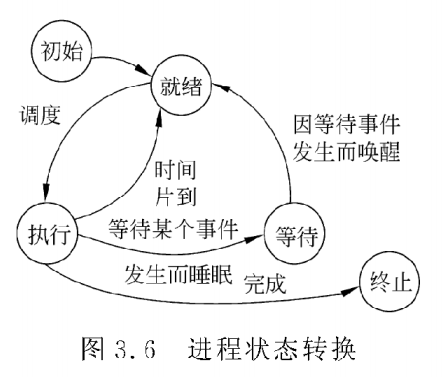 初始
就绪
调度
因等待事件
发生而唤醒
时间
片到
执行
等待某个事件
等待
发生而睡眠
完成
终止
图 3.6 进程状态转换